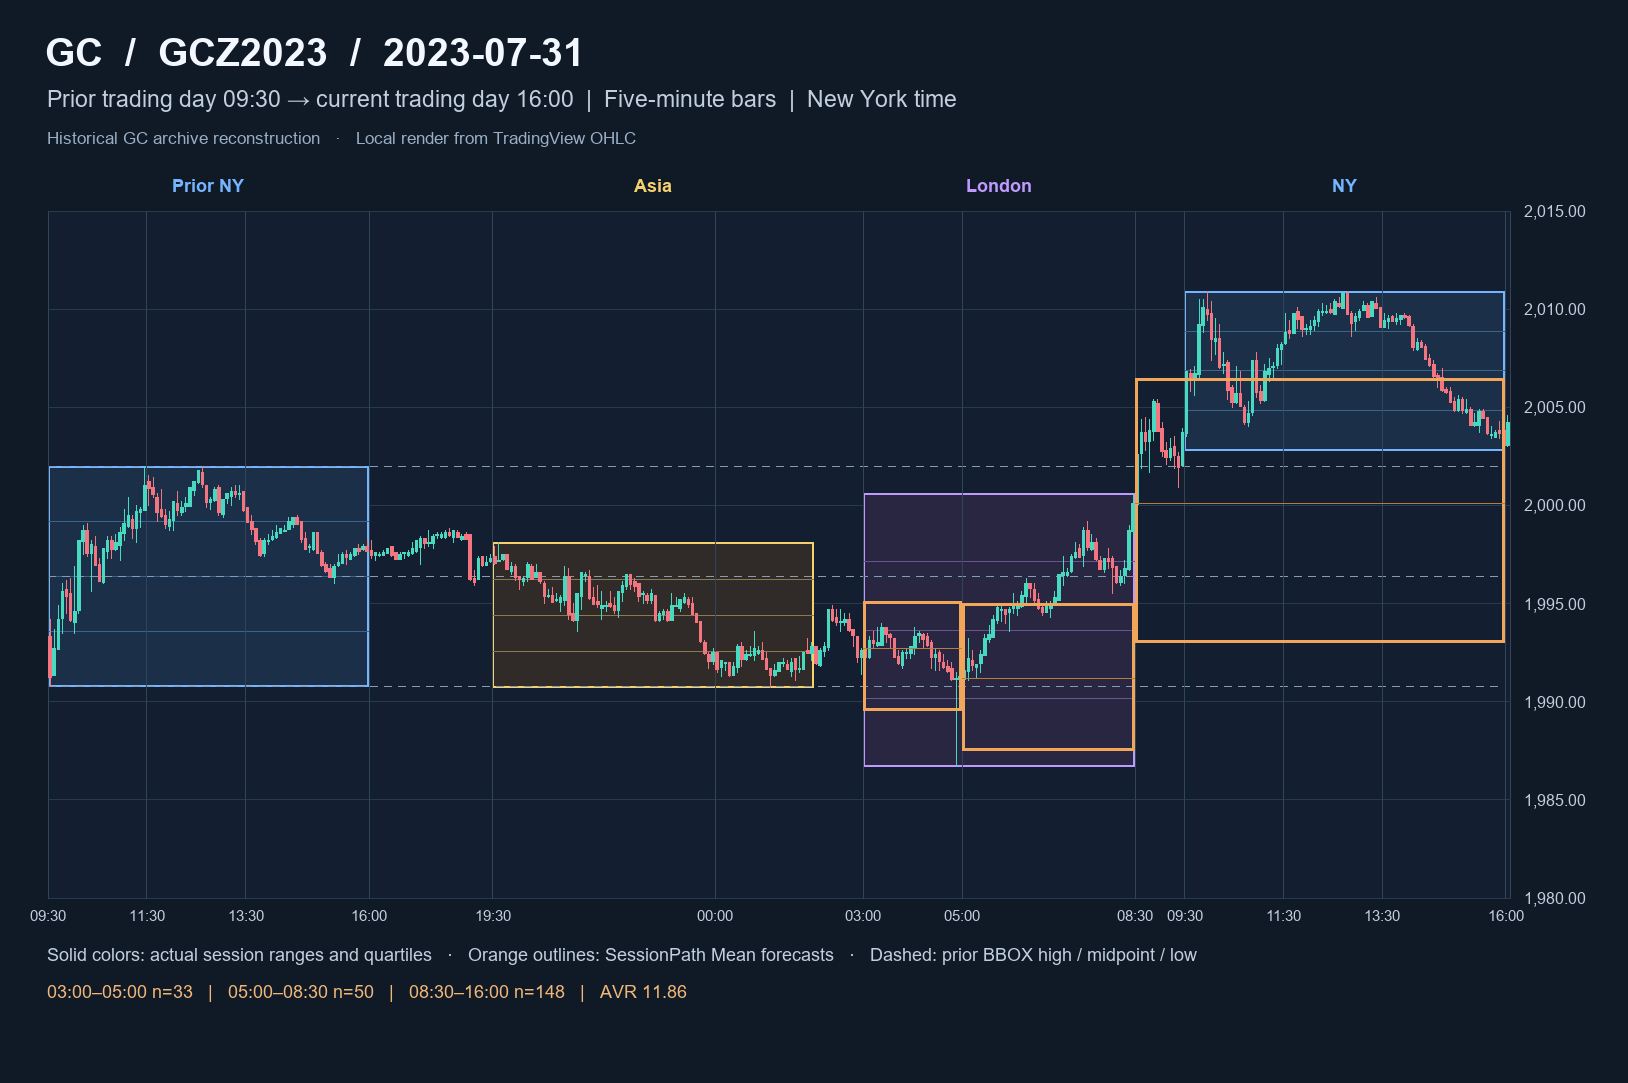 GC / GCZ2023 / 2023-07-31
Prior trading day 09:30 → current trading day 16:00 | Five-minute bars | New York time
Historical GC archive reconstruction · Local render from TradingView OHLC
Prior NY Asia London NY
2,015.00
2,010.00
2,005.00
2,000.00
1,995.00
1,990.00
1,985.00
1,980.00
09:30 11:30 13:30 16:00 19:30 00:00 03:00 05:00 08:30 09:30 11:30 13:30 16:00
Solid colors: actual session ranges and quartiles · Orange outlines: SessionPath Mean forecasts · Dashed: prior BBOX high / midpoint / low
03:00–05:00 n=33 | 05:00–08:30 n=50 | 08:30–16:00 n=148 | AVR 11.86